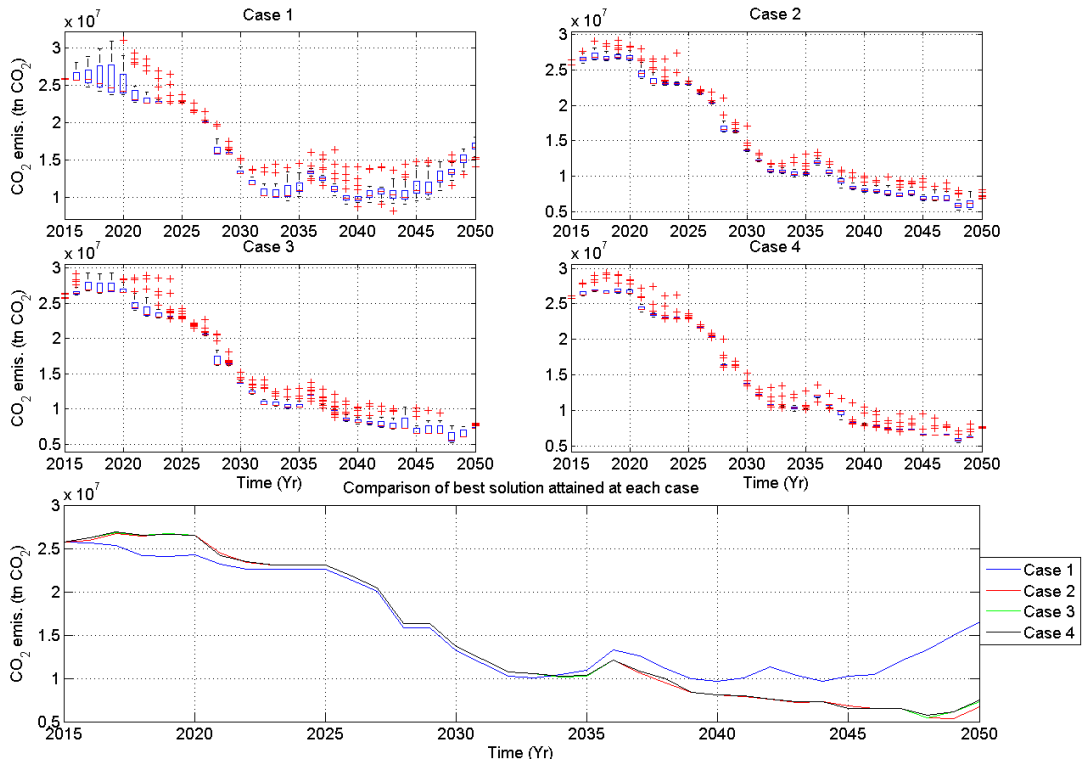 Case 1
x 10^7
CO2 emis. (tn CO2)
3
2.5
2
1.5
1
2015 2020 2025 2030 2035 2040 2045 2050
Case 2
x 10^7
3
2.5
2
1.5
1
0.5
2015 2020 2025 2030 2035 2040 2045 2050
Case 3
x 10^7
CO2 emis. (tn CO2)
3
2.5
2
1.5
1
0.5
2015 2020 2025 2030 2035 2040 2045 2050
Time (Yr)
Case 4
x 10^7
3
2.5
2
1.5
1
0.5
2015 2020 2025 2030 2035 2040 2045 2050
Time (Yr)
Comparison of best solution attained at each case
x 10^7
CO2 emis. (tn CO2)
3
2.5
2
1.5
1
0.5
2015 2020 2025 2030 2035 2040 2045 2050
Time (Yr)
Case 1
Case 2
Case 3
Case 4